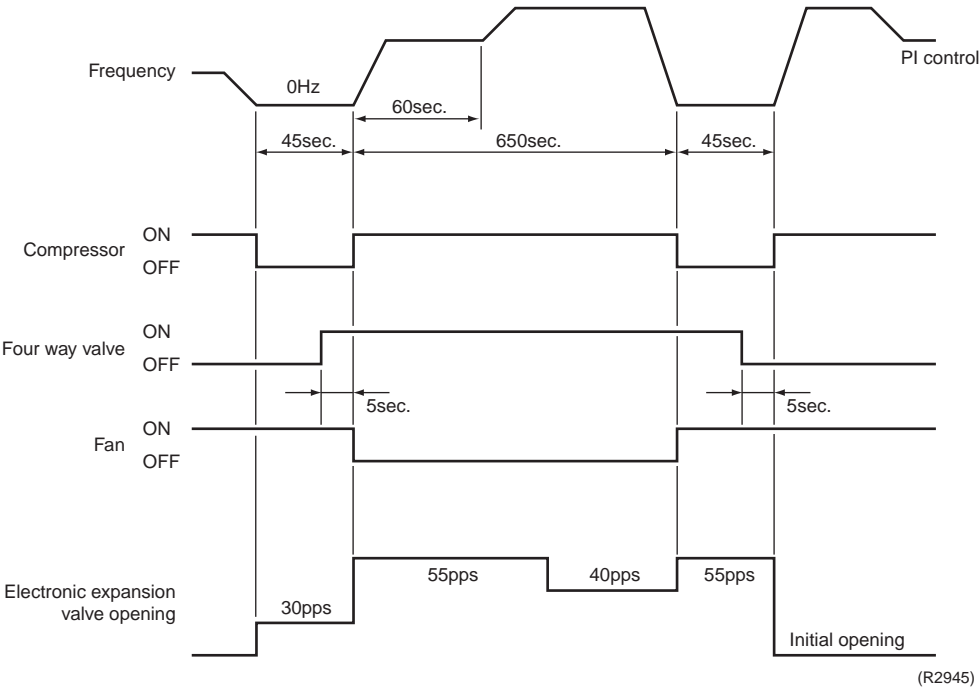 Frequency
0Hz
PI control
60sec.
45sec.
650sec.
45sec.
Compressor
ON
OFF
Four way valve
ON
OFF
5sec.
5sec.
Fan
ON
OFF
Electronic expansion
valve opening
30pps
55pps
40pps
55pps
Initial opening
(R2945)